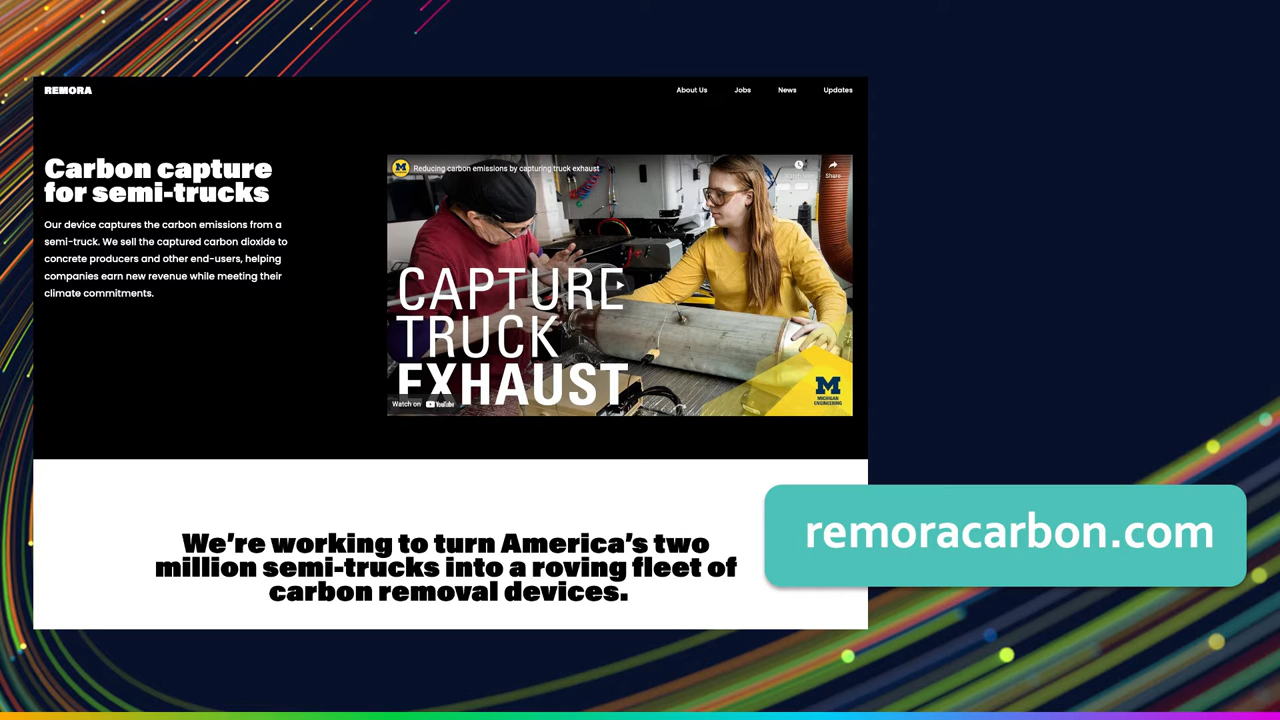 REMORA
About Us Jobs News Updates
Carbon capture
for semi-trucks
Our device captures the carbon emissions from a
semi-truck. We sell the captured carbon dioxide to
concrete producers and other end-users, helping
companies earn new revenue while meeting their
climate commitments.
M
Reducing carbon emissions by capturing truck exhaust
Share
CAPTURE
TRUCK
EXHAUST
Watch on YouTube
M
MICHIGAN
ENGINEERING
We're working to turn America's two
million semi-trucks into a roving fleet of
carbon removal devices.
remoracarbon.com